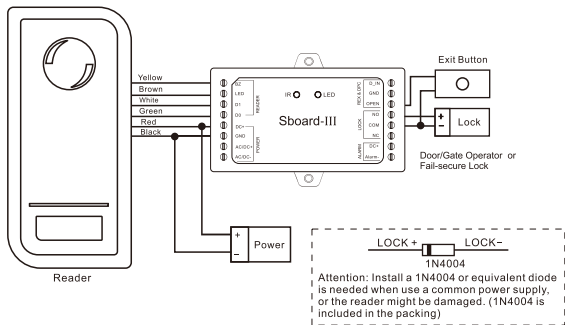 Yellow
Brown
White
Green
Red
Black
Reader
BZ
LED
D1
D0
READER
DC+
GND
AC/DC+
AC/DC-
POWER
IR
LED
Sboard-III
D_IN
GND
OPEN
REX & DPC
NO
COM
NC
LOCK
DC+
Alarm-
ALARM
Exit Button
+
−
Lock
Door/Gate Operator or
Fail-secure Lock
+
−
Power
LOCK +
LOCK−
1N4004
Attention: Install a 1N4004 or equivalent diode
is needed when use a common power supply,
or the reader might be damaged. (1N4004 is
included in the packing)